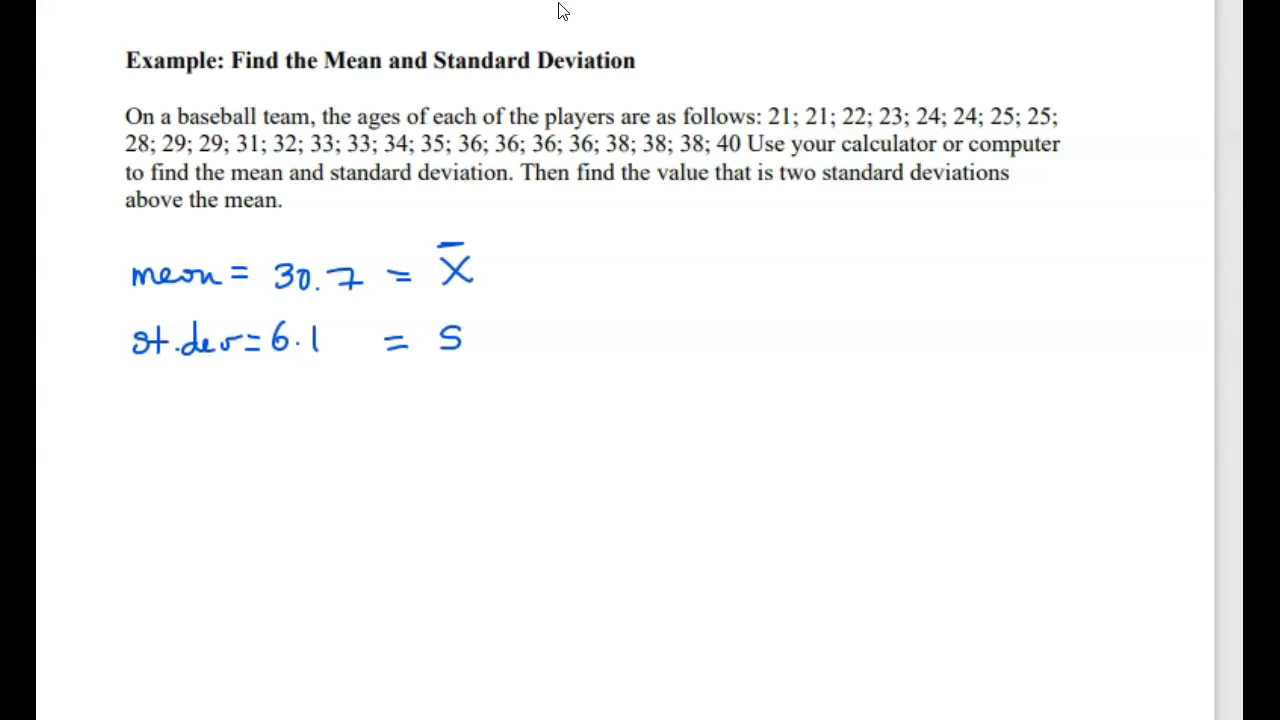 Example: Find the Mean and Standard Deviation
On a baseball team, the ages of each of the players are as follows: 21; 21; 22; 23; 24; 24; 25; 25;
28; 29; 29; 31; 32; 33; 33; 34; 35; 36; 36; 36; 36; 38; 38; 38; 40 Use your calculator or computer
to find the mean and standard deviation. Then find the value that is two standard deviations
above the mean.
mean = 30.7 = X̅
st.dev = 6.1 = S